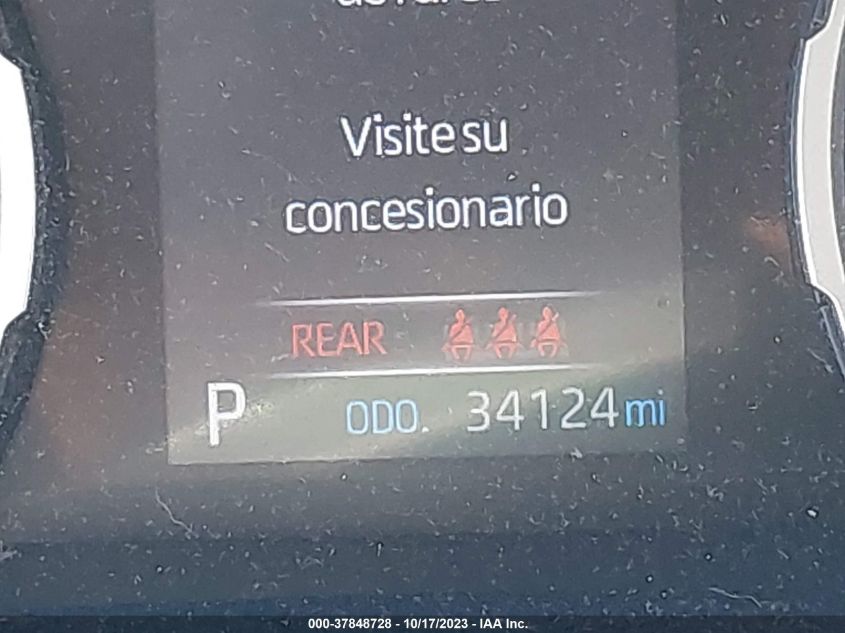 Visite su
concesionario
REAR
P ODO. 34124 mi
000-37848728 - 10/17/2023 - IAA Inc.